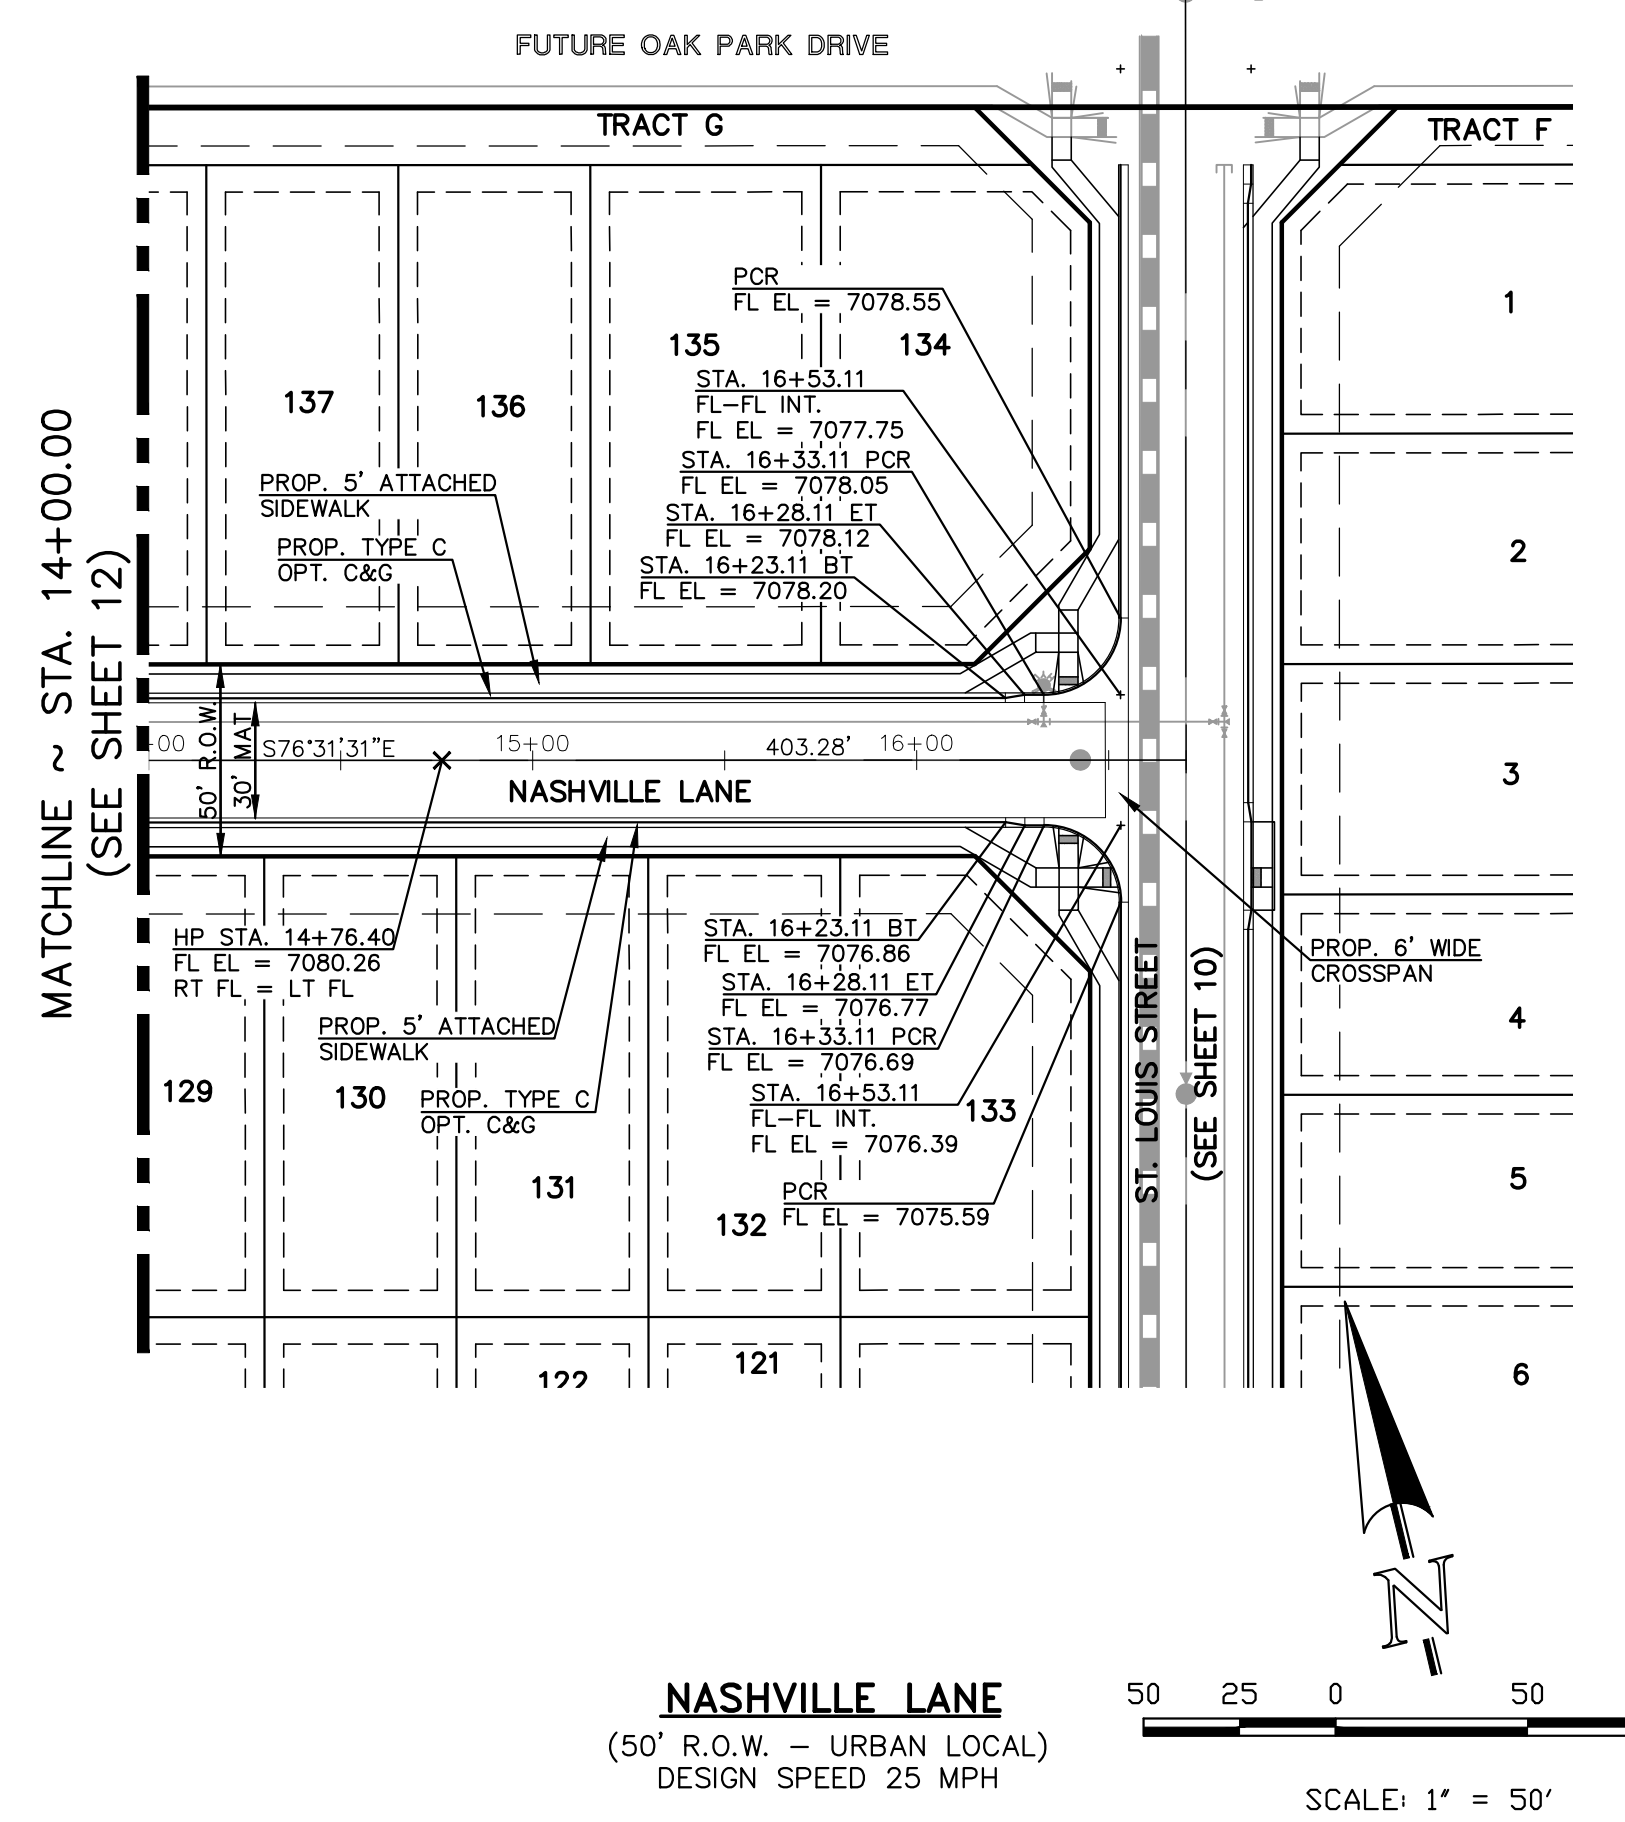 FUTURE OAK PARK DRIVE
TRACT G
TRACT F
PCR
FL EL = 7078.55
1
135
134
STA. 16+53.11
FL-FL INT.
FL EL = 7077.75
137
136
STA. 16+33.11 PCR
FL EL = 7078.05
PROP. 5' ATTACHED
SIDEWALK
STA. 16+28.11 ET
FL EL = 7078.12
PROP. TYPE C
OPT. C&G
STA. 16+23.11 BT
FL EL = 7078.20
2
MATCHLINE ~ STA. 14+00.00
(SEE SHEET 12)
50' R.O.W.
30' MAT
+00
S76°31'31"E
15+00
403.28'
16+00
NASHVILLE LANE
3
HP STA. 14+76.40
FL EL = 7080.26
RT FL = LT FL
STA. 16+23.11 BT
FL EL = 7076.86
STA. 16+28.11 ET
FL EL = 7076.77
PROP. 6' WIDE
CROSSPAN
PROP. 5' ATTACHED
SIDEWALK
STA. 16+33.11 PCR
FL EL = 7076.69
4
129
130
PROP. TYPE C
OPT. C&G
STA. 16+53.11
FL-FL INT.
FL EL = 7076.39
133
ST. LOUIS STREET
(SEE SHEET 10)
131
132
PCR
FL EL = 7075.59
5
122
121
6
N
NASHVILLE LANE
(50' R.O.W. - URBAN LOCAL)
DESIGN SPEED 25 MPH
50 25 0 50
SCALE: 1" = 50'